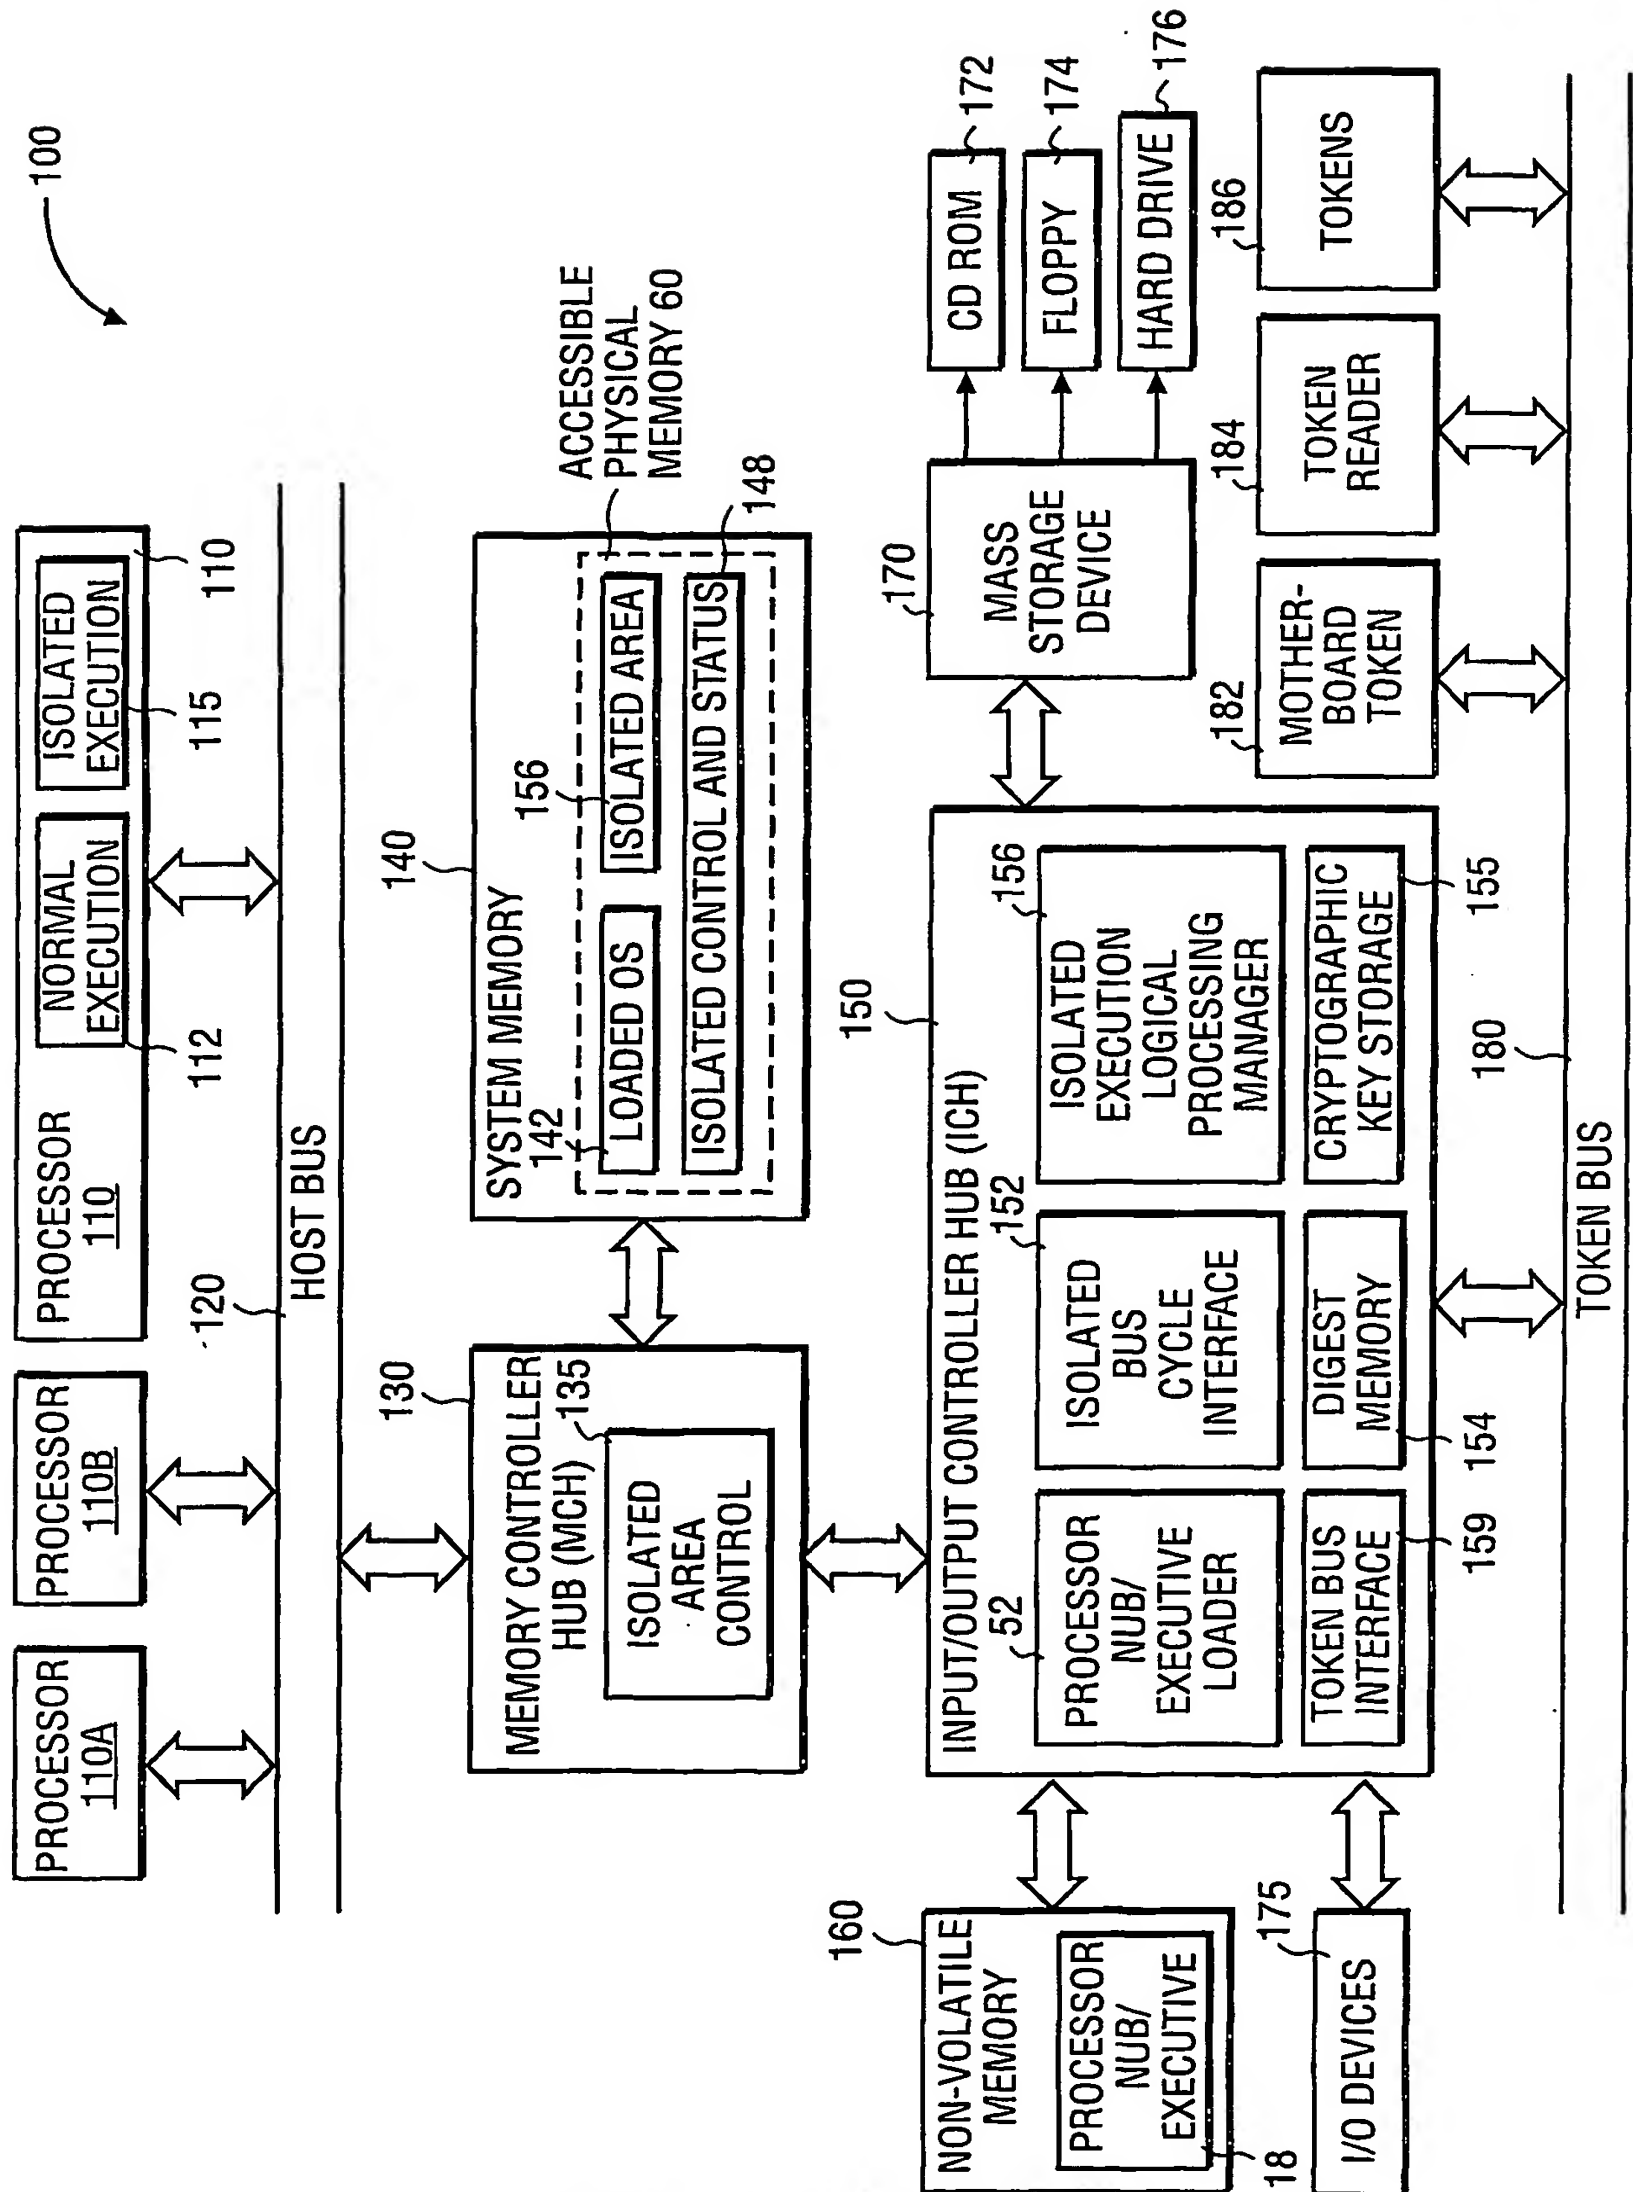 100
PROCESSOR
110A
PROCESSOR
110B
PROCESSOR
110
NORMAL
EXECUTION
112
ISOLATED
EXECUTION
115
110
120
HOST BUS
130
MEMORY CONTROLLER
HUB (MCH)
135
ISOLATED
AREA
CONTROL
140
SYSTEM MEMORY
142
LOADED OS
156
ISOLATED AREA
ISOLATED CONTROL AND STATUS
148
ACCESSIBLE
PHYSICAL
MEMORY 60
150
INPUT/OUTPUT CONTROLLER HUB (ICH)
52
PROCESSOR
NUB/
EXECUTIVE
LOADER
152
ISOLATED
BUS
CYCLE
INTERFACE
156
ISOLATED
EXECUTION
LOGICAL
PROCESSING
MANAGER
TOKEN BUS
INTERFACE
159
DIGEST
MEMORY
154
CRYPTOGRAPHIC
KEY STORAGE
155
160
NON-VOLATILE
MEMORY
PROCESSOR
NUB/
EXECUTIVE
18
175
I/O DEVICES
170
MASS
STORAGE
DEVICE
CD ROM
172
FLOPPY
174
HARD DRIVE
176
182
MOTHER-
BOARD
TOKEN
184
TOKEN
READER
186
TOKENS
180
TOKEN BUS